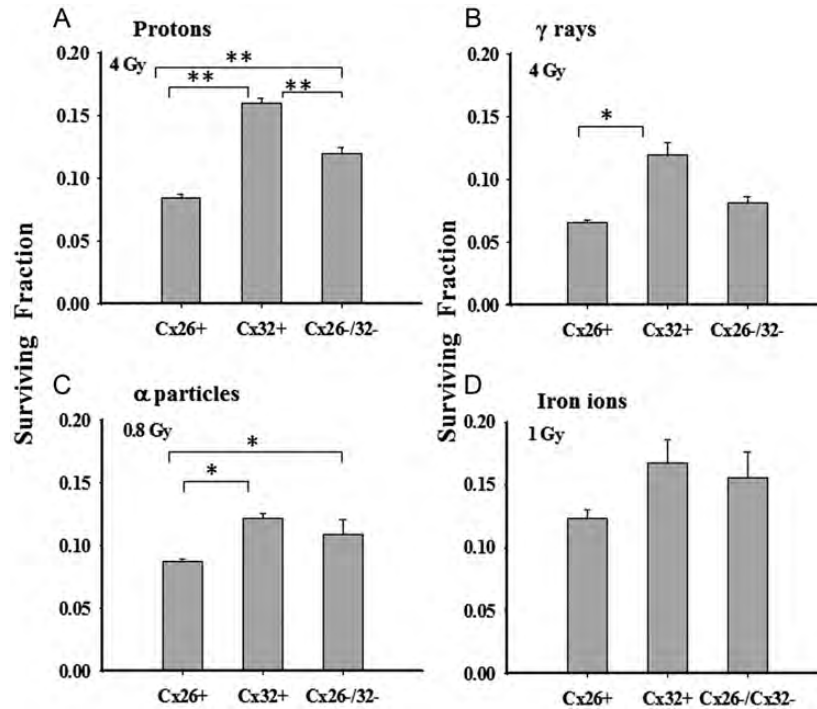 A
Protons
4 Gy
**
**
**
0.20
0.15
0.10
0.05
0.00
Cx26+ Cx32+ Cx26-/32-
B
γ rays
4 Gy
*
0.20
0.15
0.10
0.05
0.00
Cx26+ Cx32+ Cx26-/32-
Surviving Fraction
Surviving Fraction
C
α particles
0.8 Gy
*
*
0.20
0.15
0.10
0.05
0.00
Cx26+ Cx32+ Cx26-/32-
D
Iron ions
1 Gy
0.20
0.15
0.10
0.05
0.00
Cx26+ Cx32+ Cx26-/Cx32-